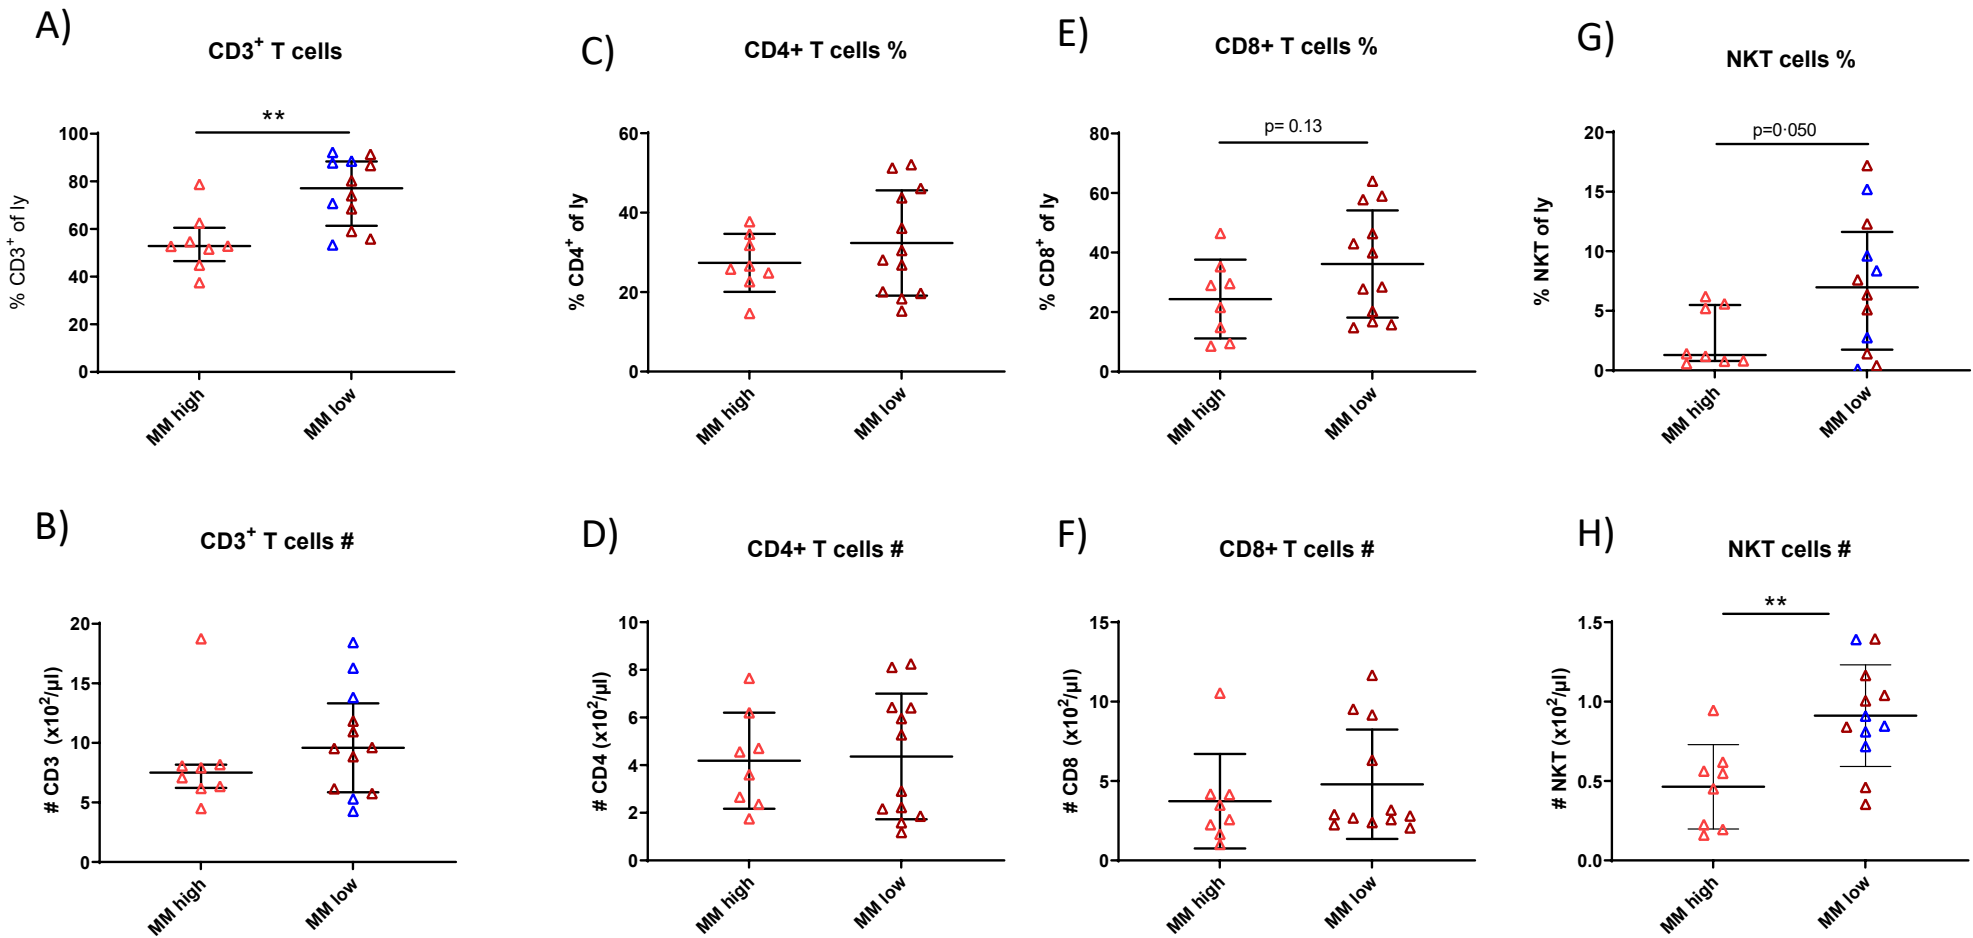 A)
CD3⁺ T cells
**
% CD3⁺ of ly
100
80
60
40
20
0
MM high
MM low
C)
CD4+ T cells %
% CD4⁺ of ly
60
40
20
0
MM high
MM low
E)
CD8+ T cells %
p= 0.13
% CD8⁺ of ly
80
60
40
20
0
MM high
MM low
G)
NKT cells %
p=0·050
% NKT of ly
20
15
10
5
0
MM high
MM low
B)
CD3⁺ T cells #
# CD3 (x10²/µl)
20
15
10
5
0
MM high
MM low
D)
CD4+ T cells #
# CD4 (x10²/µl)
10
8
6
4
2
0
MM high
MM low
F)
CD8+ T cells #
# CD8 (x10²/µl)
15
10
5
0
MM high
MM low
H)
NKT cells #
**
# NKT (x10²/µl)
1.5
1.0
0.5
0.0
MM high
MM low